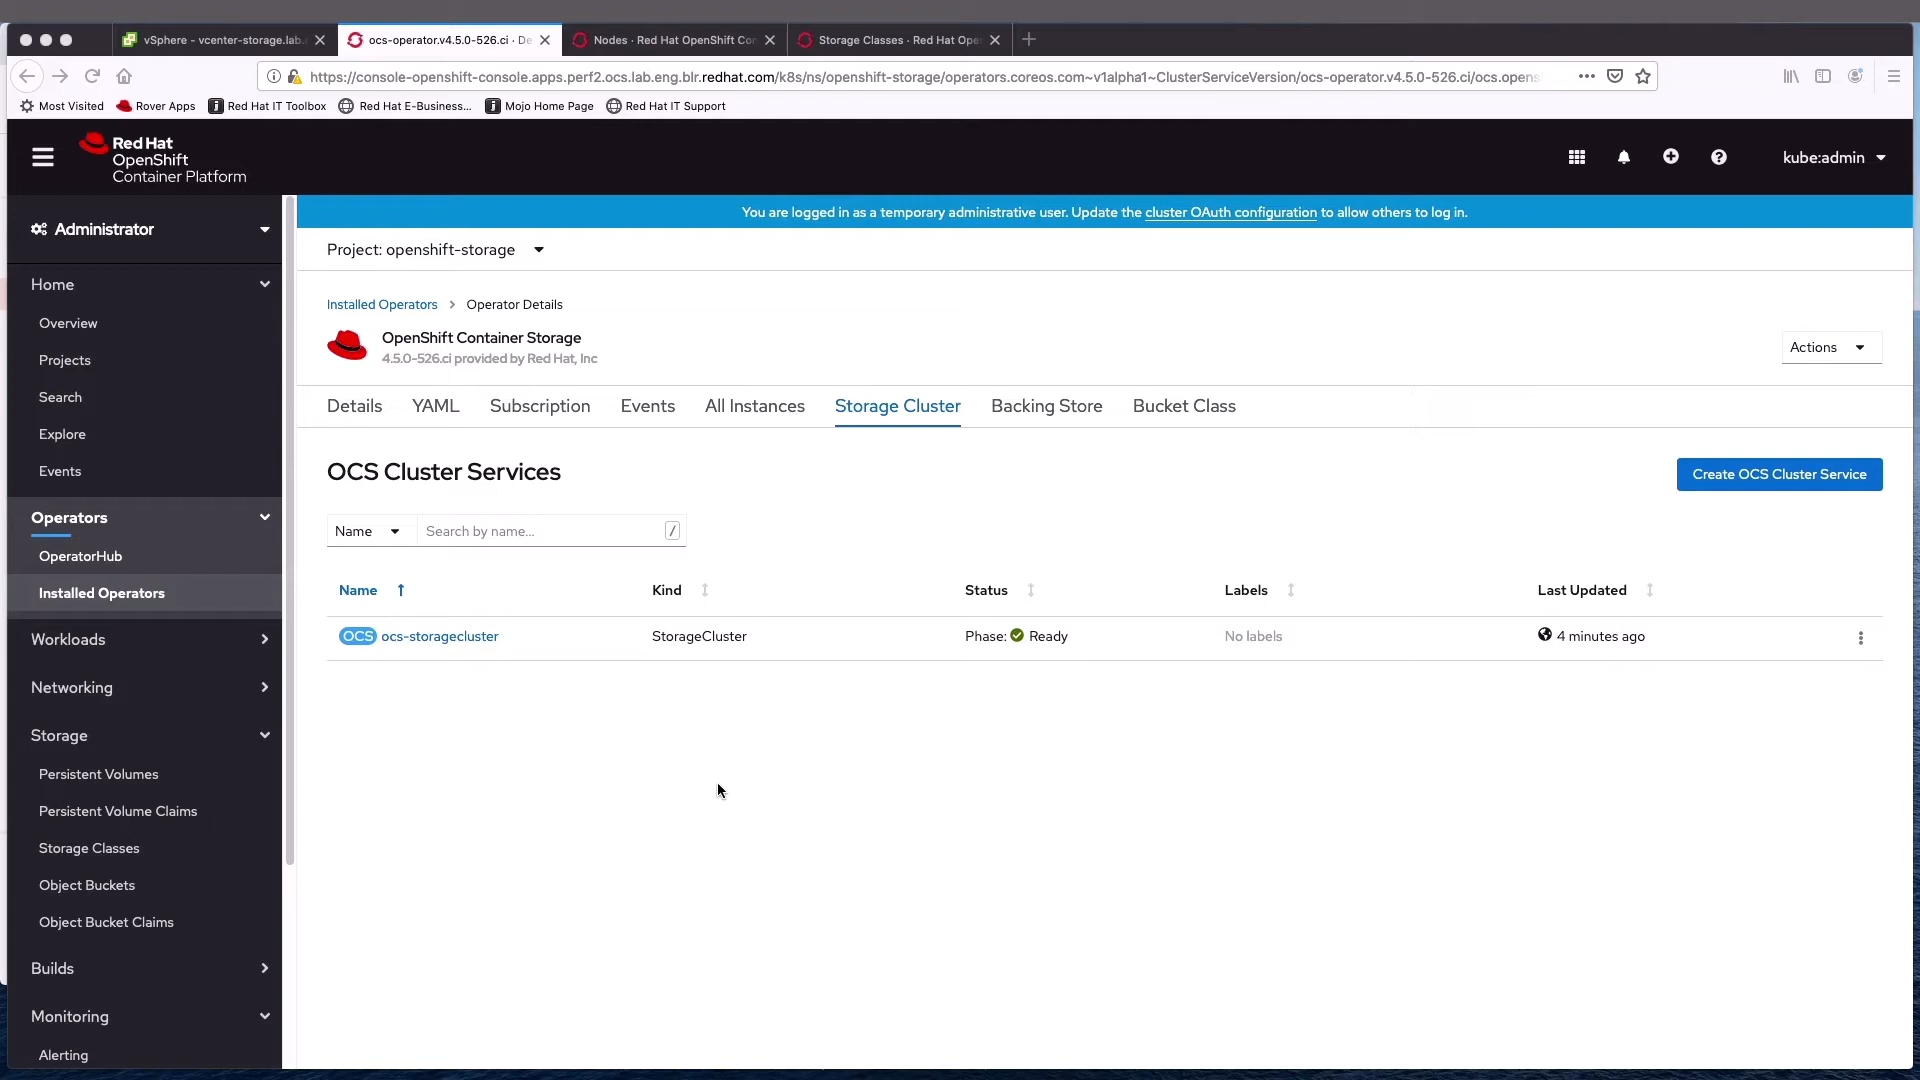 vSphere - vcenter-storage.lab.
ocs-operator.v4.5.0-526.ci · De
Nodes · Red Hat OpenShift Con
Storage Classes · Red Hat Ope
https://console-openshift-console.apps.perf2.ocs.lab.eng.blr.redhat.com/k8s/ns/openshift-storage/operators.coreos.com~v1alpha1~ClusterServiceVersion/ocs-operator.v4.5.0-526.ci/ocs.opens
Most Visited
Rover Apps
Red Hat IT Toolbox
Red Hat E-Business...
Mojo Home Page
Red Hat IT Support
Red Hat
OpenShift
Container Platform
kube:admin
You are logged in as a temporary administrative user. Update the cluster OAuth configuration to allow others to log in.
Administrator
Home
Overview
Projects
Search
Explore
Events
Operators
OperatorHub
Installed Operators
Workloads
Networking
Storage
Persistent Volumes
Persistent Volume Claims
Storage Classes
Object Buckets
Object Bucket Claims
Builds
Monitoring
Alerting
Project: openshift-storage
Installed Operators > Operator Details
OpenShift Container Storage
4.5.0-526.ci provided by Red Hat, Inc
Actions
Details
YAML
Subscription
Events
All Instances
Storage Cluster
Backing Store
Bucket Class
OCS Cluster Services
Create OCS Cluster Service
Name
Search by name...
/
Name Kind Status Labels Last Updated
OCS ocs-storagecluster StorageCluster Phase: Ready No labels 4 minutes ago